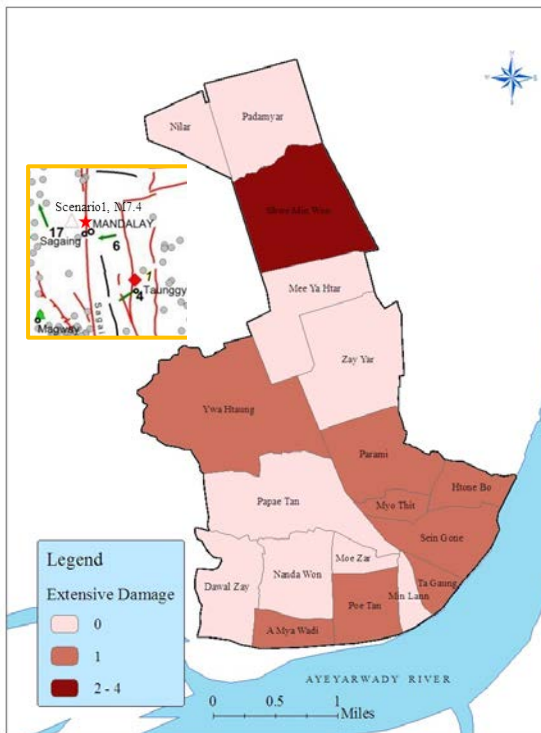 Nilar
Padamyar
Shwe Min Won
Scenario1, M7.4
MANDALAY
17
Sagaing
6
1
Taunggy
4
Sagai
Magway
Mee Ya Htar
Zay Yar
Ywa Htaung
Parami
Htone Bo
Myo Thit
Papae Tan
Sein Gone
Moe Zar
Ta Gaung
Dawal Zay
Nanda Won
Min Lann
Poe Tan
A Mya Wadi
Legend
Extensive Damage
0
1
2 - 4
AYEYARWADY RIVER
0 0.5 1
Miles